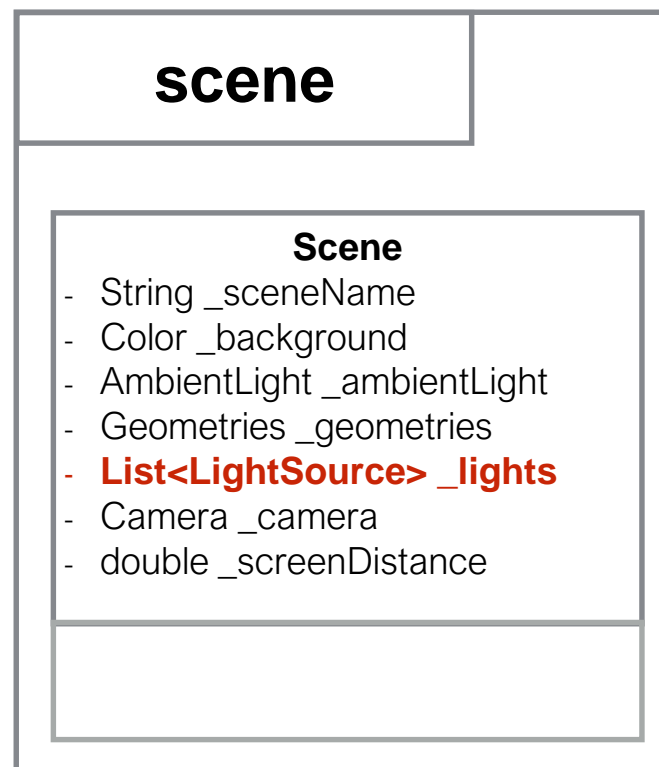 scene
Scene
- String _sceneName
- Color _background
- AmbientLight _ambientLight
- Geometries _geometries
- List<LightSource> _lights
- Camera _camera
- double _screenDistance